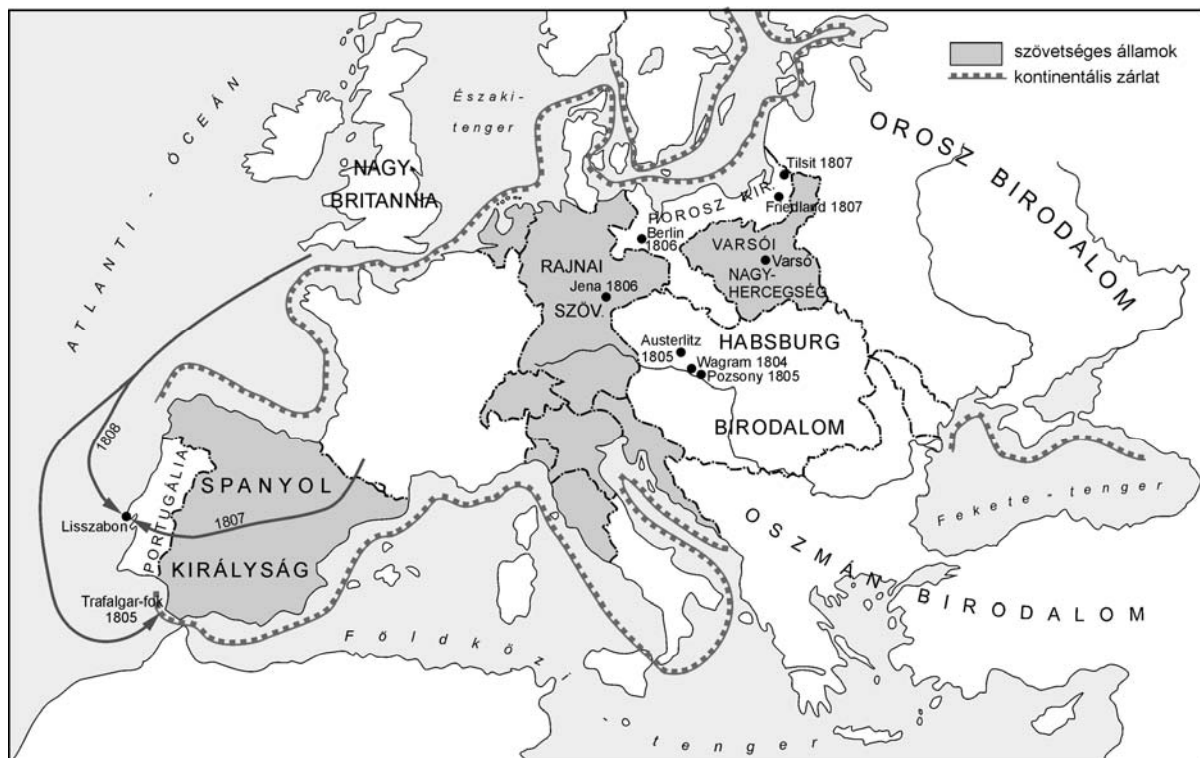 szövetséges államok
kontinentális zárlat
ATLANTI-ÓCEÁN
Északi-
tenger
NAGY-
BRITANNIA
OROSZ BIRODALOM
Tilsit 1807
POROSZ KIR.
Friedland 1807
Berlin
1806
VARSÓI
Varsó
NAGY-
HERCEGSÉG
RAJNAI
Jena 1806
SZÖV.
HABSBURG
Austerlitz
1805
Wagram 1804
Pozsony 1805
BIRODALOM
1808
PORTUGÁLIA
SPANYOL
Lisszabon
1807
KIRÁLYSÁG
Trafalgar-fok
1805
Fekete-tenger
OSZMÁN BIRODALOM
Földközi-
tenger